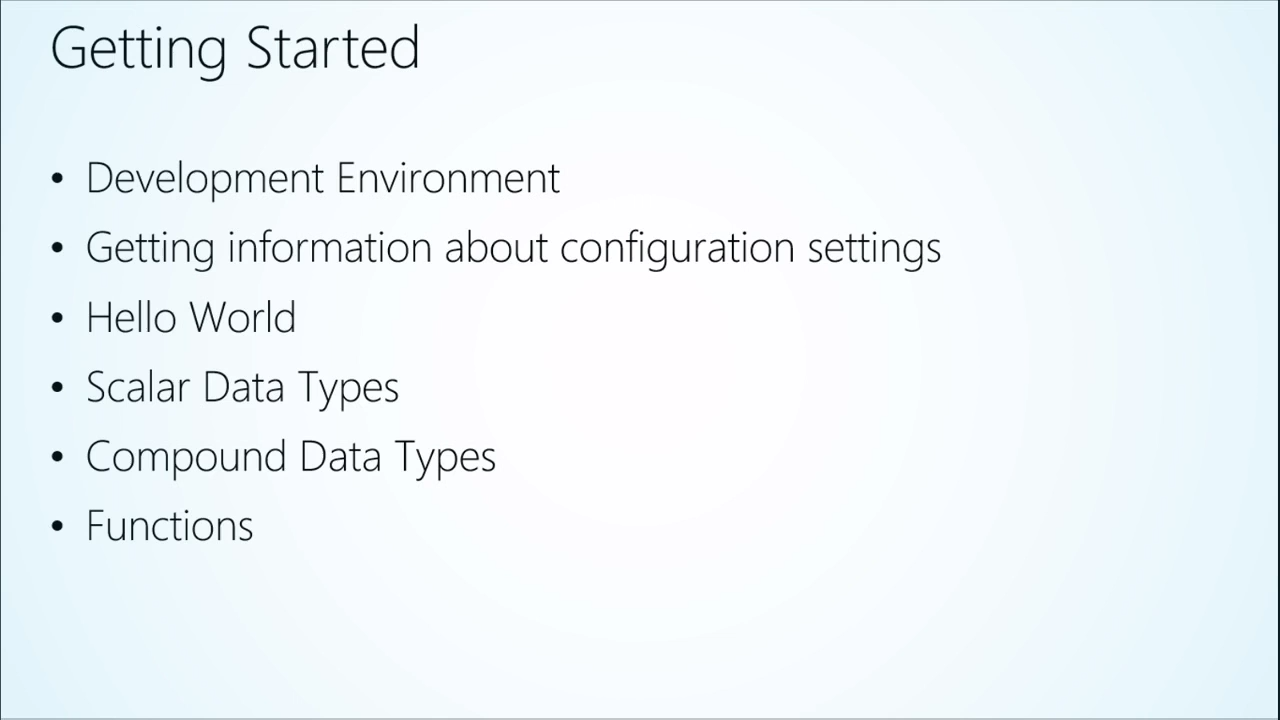 Getting Started
• Development Environment
• Getting information about configuration settings
• Hello World
• Scalar Data Types
• Compound Data Types
• Functions